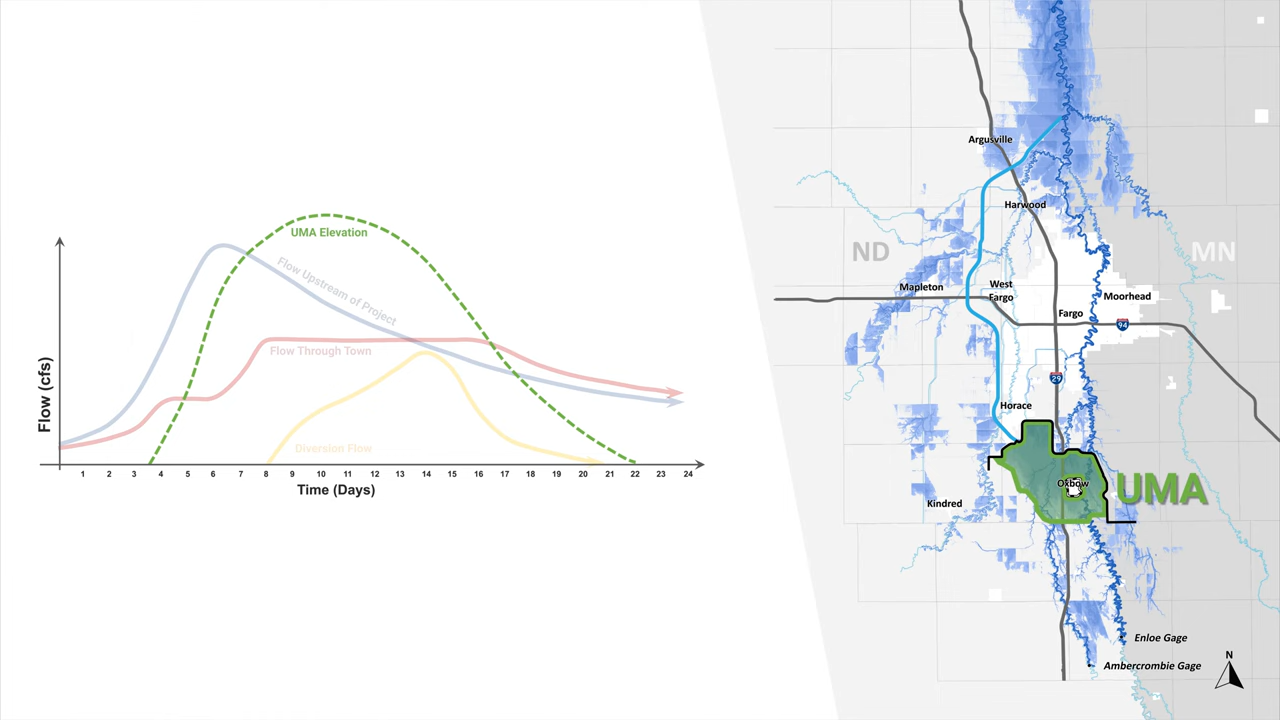 UMA Elevation
Flow Upstream of Project
Flow Through Town
Diversion Flow
Flow (cfs)
1 2 3 4 5 6 7 8 9 10 11 12 13 14 15 16 17 18 19 20 21 22 23 24
Time (Days)
Argusville
Harwood
ND
MN
Mapleton
West
Fargo
Moorhead
Fargo
94
29
Horace
Oxbow
UMA
Kindred
Enloe Gage
Ambercrombie Gage
N